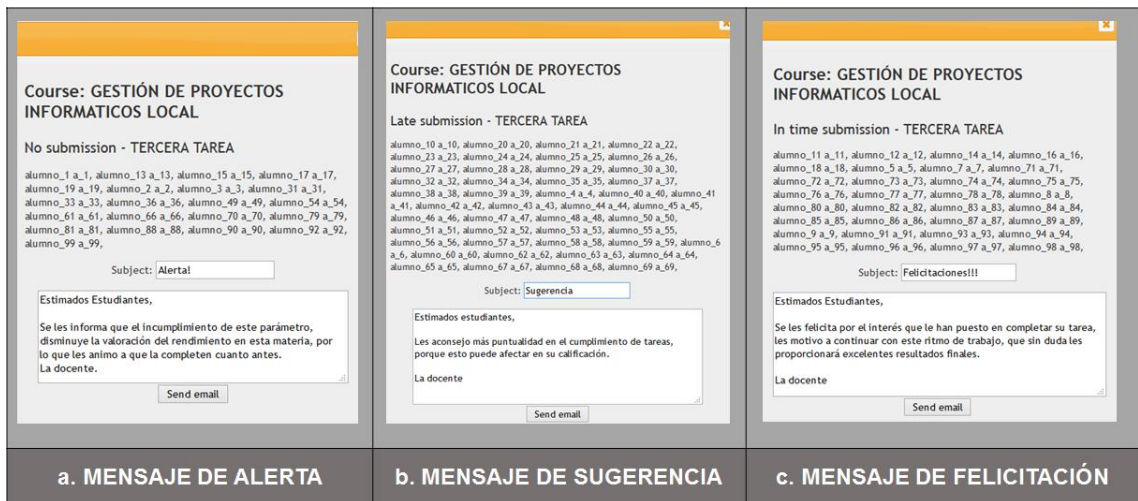 Course: GESTIÓN DE PROYECTOS
INFORMATICOS LOCAL
No submission - TERCERA TAREA
alumno_1 a_1, alumno_13 a_13, alumno_15 a_15, alumno_17 a_17,
alumno_19 a_19, alumno_2 a_2, alumno_3 a_3, alumno_31 a_31,
alumno_33 a_33, alumno_36 a_36, alumno_49 a_49, alumno_54 a_54,
alumno_61 a_61, alumno_66 a_66, alumno_70 a_70, alumno_79 a_79,
alumno_81 a_81, alumno_88 a_88, alumno_90 a_90, alumno_92 a_92,
alumno_99 a_99,
Subject: Alerta!
Estimados Estudiantes,
Se les informa que el incumplimiento de este parámetro,
disminuye la valoración del rendimiento en esta materia, por
lo que les animo a que la completen cuanto antes.
La docente.
Send email
a. MENSAJE DE ALERTA
Course: GESTIÓN DE PROYECTOS
INFORMATICOS LOCAL
Late submission - TERCERA TAREA
alumno_10 a_10, alumno_20 a_20, alumno_21 a_21, alumno_22 a_22,
alumno_23 a_23, alumno_24 a_24, alumno_25 a_25, alumno_26 a_26,
alumno_27 a_27, alumno_28 a_28, alumno_29 a_29, alumno_30 a_30,
alumno_32 a_32, alumno_34 a_34, alumno_35 a_35, alumno_37 a_37,
alumno_38 a_38, alumno_39 a_39, alumno_4 a_4, alumno_40 a_40, alumno_41
a_41, alumno_42 a_42, alumno_43 a_43, alumno_44 a_44, alumno_45 a_45,
alumno_46 a_46, alumno_47 a_47, alumno_48 a_48, alumno_50 a_50,
alumno_51 a_51, alumno_52 a_52, alumno_53 a_53, alumno_55 a_55,
alumno_56 a_56, alumno_57 a_57, alumno_58 a_58, alumno_59 a_59, alumno_6
a_6, alumno_60 a_60, alumno_62 a_62, alumno_63 a_63, alumno_64 a_64,
alumno_65 a_65, alumno_67 a_67, alumno_68 a_68, alumno_69 a_69,
Subject: Sugerencia
Estimados estudiantes,
Les aconsejo más puntualidad en el cumplimiento de tareas,
porque esto puede afectar en su calificación.
La docente
Send email
b. MENSAJE DE SUGERENCIA
Course: GESTIÓN DE PROYECTOS
INFORMATICOS LOCAL
In time submission - TERCERA TAREA
alumno_11 a_11, alumno_12 a_12, alumno_14 a_14, alumno_16 a_16,
alumno_18 a_18, alumno_5 a_5, alumno_7 a_7, alumno_71 a_71,
alumno_72 a_72, alumno_73 a_73, alumno_74 a_74, alumno_75 a_75,
alumno_76 a_76, alumno_77 a_77, alumno_78 a_78, alumno_8 a_8,
alumno_80 a_80, alumno_82 a_82, alumno_83 a_83, alumno_84 a_84,
alumno_85 a_85, alumno_86 a_86, alumno_87 a_87, alumno_89 a_89,
alumno_9 a_9, alumno_91 a_91, alumno_93 a_93, alumno_94 a_94,
alumno_95 a_95, alumno_96 a_96, alumno_97 a_97, alumno_98 a_98,
Subject: Felicitaciones!!!
Estimados Estudiantes,
Se les felicita por el interés que le han puesto en completar su tarea,
les motivo a continuar con este ritmo de trabajo, que sin duda les
proporcionará excelentes resultados finales.
La docente
Send email
c. MENSAJE DE FELICITACIÓN